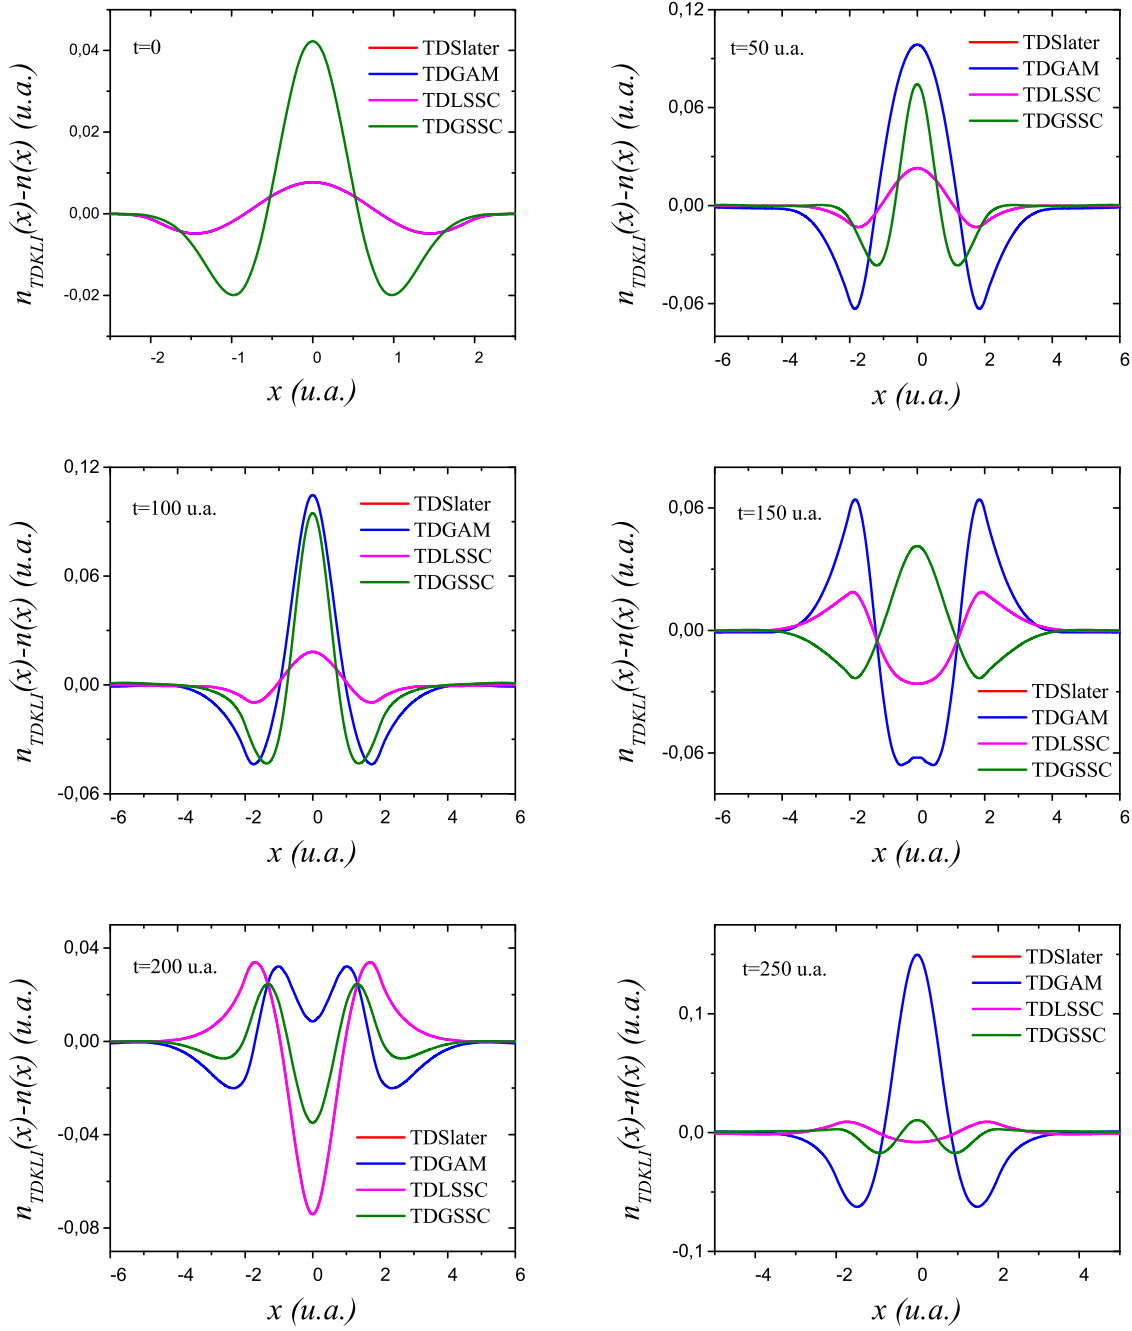 t=0
TDSlater
TDGAM
TDLSSC
TDGSSC
0,04
0,02
0,00
-0,02
-2
-1
0
1
2
n_TDKLI(x)-n(x) (u.a.)
x (u.a.)
t=50 u.a.
TDSlater
TDGAM
TDLSSC
TDGSSC
0,12
0,06
0,00
-0,06
-6
-4
-2
0
2
4
6
n_TDKLI(x)-n(x) (u.a.)
x (u.a.)
t=100 u.a.
TDSlater
TDGAM
TDLSSC
TDGSSC
0,12
0,06
0,00
-0,06
-6
-4
-2
0
2
4
6
n_TDKLI(x)-n(x) (u.a.)
x (u.a.)
t=150 u.a.
TDSlater
TDGAM
TDLSSC
TDGSSC
0,06
0,00
-0,06
-6
-4
-2
0
2
4
6
n_TDKLI(x)-n(x) (u.a.)
x (u.a.)
t=200 u.a.
TDSlater
TDGAM
TDLSSC
TDGSSC
0,04
0,00
-0,04
-0,08
-6
-4
-2
0
2
4
6
n_TDKLI(x)-n(x) (u.a.)
x (u.a.)
t=250 u.a.
TDSlater
TDGAM
TDLSSC
TDGSSC
0,1
0,0
-0,1
-4
-2
0
2
4
n_TDKLI(x)-n(x) (u.a.)
x (u.a.)